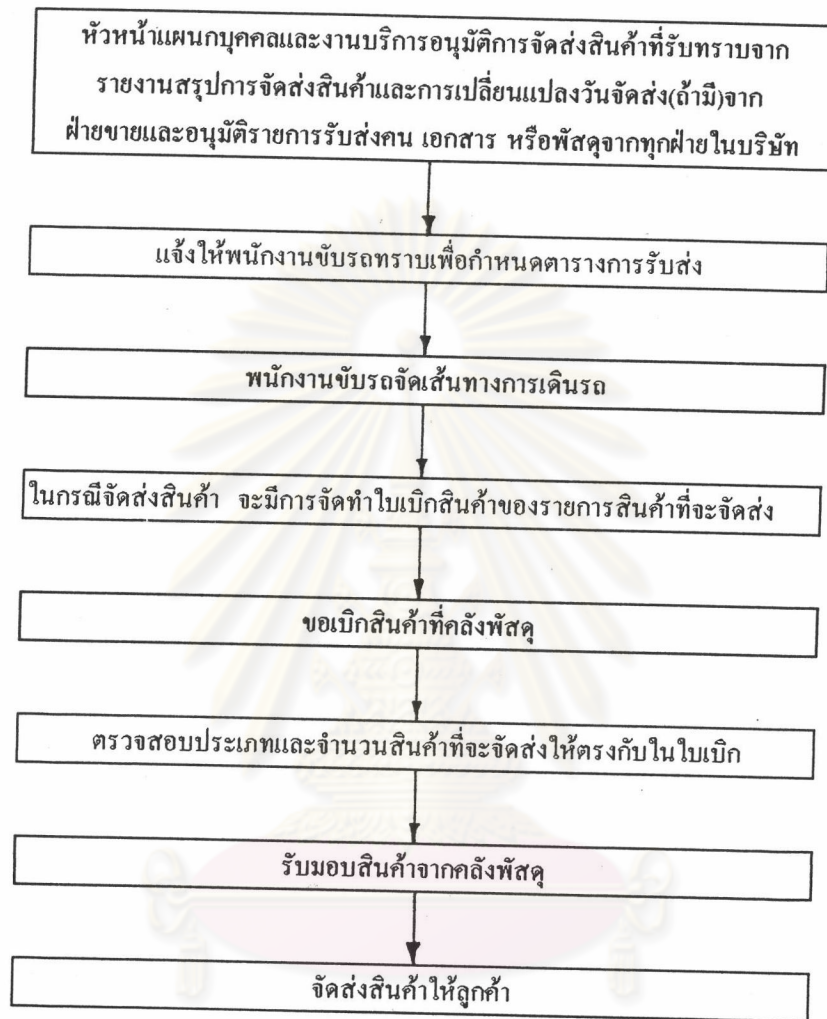 หัวหน้าแผนกบุคคลและงานบริการอนุมัติการจัดส่งสินค้าที่รับทราบจาก
รายงานสรุปการจัดส่งสินค้าและการเปลี่ยนแปลงวันจัดส่ง(ถ้ามี)จาก
ฝ่ายขายและอนุมัติรายการรับส่งคน เอกสาร หรือพัสดุจากทุกฝ่ายในบริษัท
แจ้งให้พนักงานขับรถทราบเพื่อกำหนดตารางการรับส่ง
พนักงานขับรถจัดเส้นทางการเดินรถ
ในกรณีจัดส่งสินค้า จะมีการจัดทำใบเบิกสินค้าของรายการสินค้าที่จะจัดส่ง
ขอเบิกสินค้าที่คลังพัสดุ
ตรวจสอบประเภทและจำนวนสินค้าที่จะจัดส่งให้ตรงกับในใบเบิก
รับมอบสินค้าจากคลังพัสดุ
จัดส่งสินค้าให้ลูกค้า